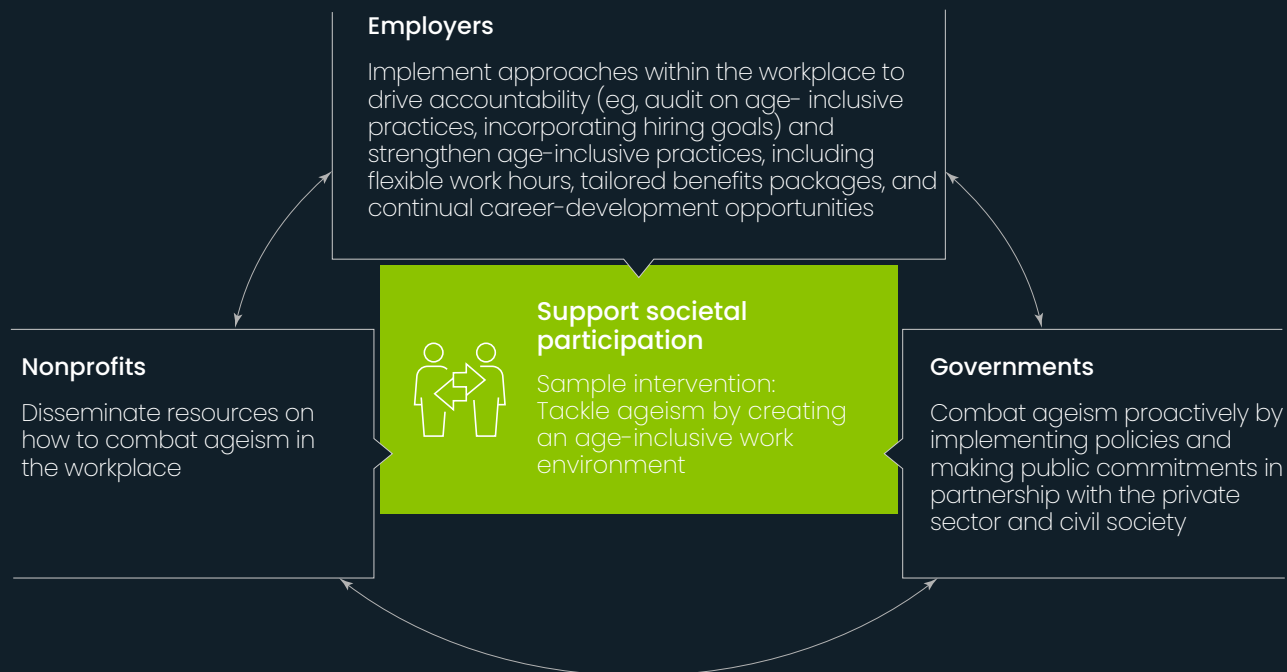 Employers
Implement approaches within the workplace to
drive accountability (eg, audit on age- inclusive
practices, incorporating hiring goals) and
strengthen age-inclusive practices, including
flexible work hours, tailored benefits packages, and
continual career-development opportunities
Support societal
participation
Sample intervention:
Tackle ageism by creating
an age-inclusive work
environment
Nonprofits
Disseminate resources on
how to combat ageism in
the workplace
Governments
Combat ageism proactively by
implementing policies and
making public commitments in
partnership with the private
sector and civil society